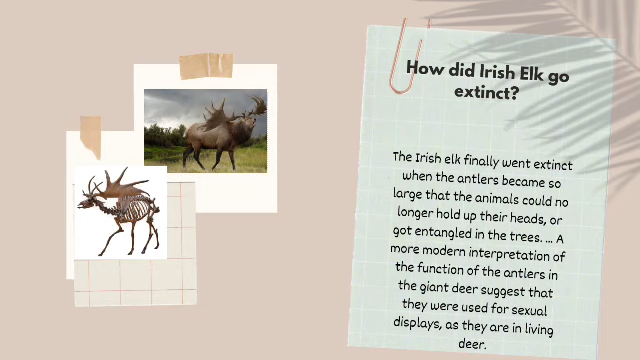 How did Irish Elk go
extinct?
The Irish elk finally went extinct
when the antlers became so
large that the animals could no
longer hold up their heads, or
got entangled in the trees. ... A
more modern interpretation of
the function of the antlers in
the giant deer suggest that
they were used for sexual
displays, as they are in living
deer.